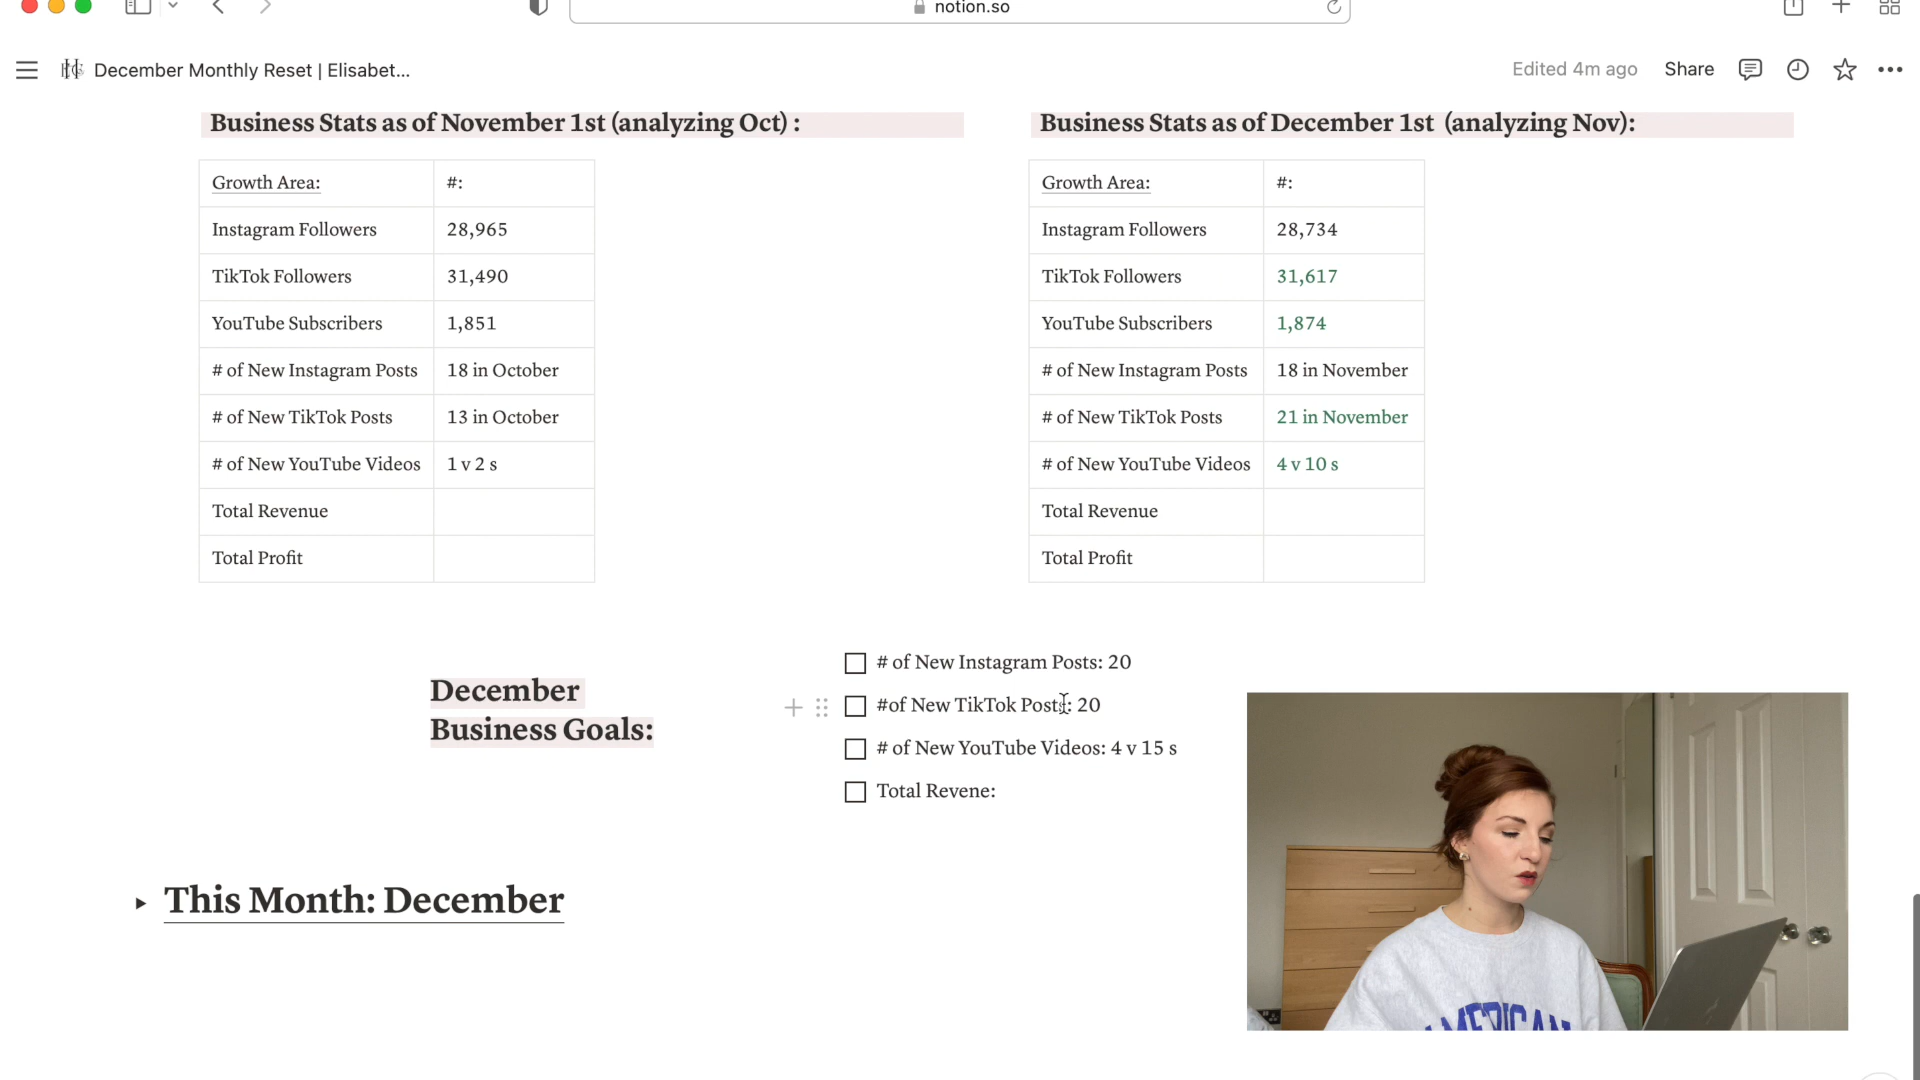 notion.so
December Monthly Reset | Elisabet...
Edited 4m ago
Share
Business Stats as of November 1st (analyzing Oct) :
Growth Area: #:
Instagram Followers 28,965
TikTok Followers 31,490
YouTube Subscribers 1,851
# of New Instagram Posts 18 in October
# of New TikTok Posts 13 in October
# of New YouTube Videos 1 v 2 s
Total Revenue
Total Profit
Business Stats as of December 1st (analyzing Nov):
Growth Area: #:
Instagram Followers 28,734
TikTok Followers 31,617
YouTube Subscribers 1,874
# of New Instagram Posts 18 in November
# of New TikTok Posts 21 in November
# of New YouTube Videos 4 v 10 s
Total Revenue
Total Profit
December
Business Goals:
# of New Instagram Posts: 20
#of New TikTok Posts: 20
# of New YouTube Videos: 4 v 15 s
Total Revene:
This Month: December
AMERICAN